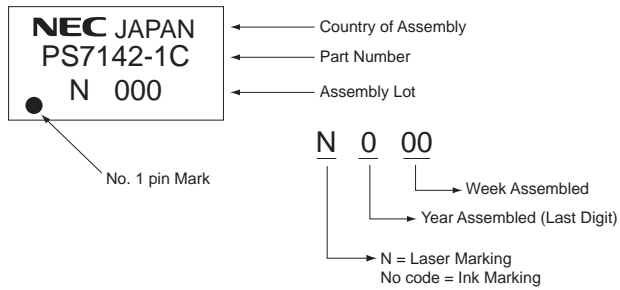 NEC JAPAN
PS7142-1C
N 000
Country of Assembly
Part Number
Assembly Lot
No. 1 pin Mark
N 0 00
Week Assembled
Year Assembled (Last Digit)
N = Laser Marking
No code = Ink Marking